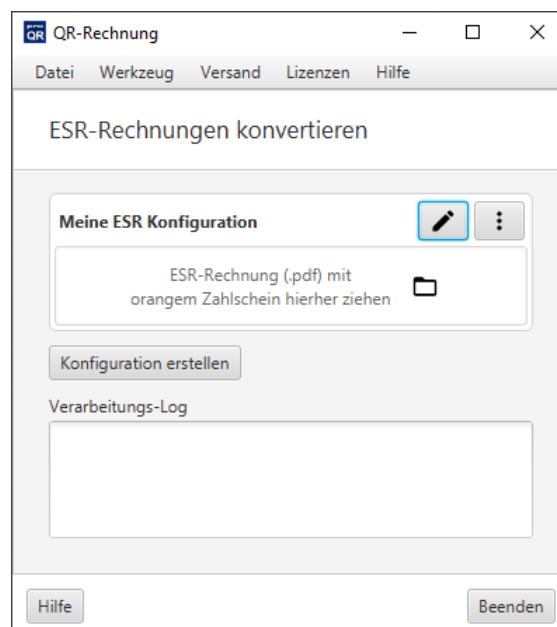 QR QR-Rechnung
Datei Werkzeug Versand Lizenzen Hilfe
ESR-Rechnungen konvertieren
Meine ESR Konfiguration
ESR-Rechnung (.pdf) mit
orangem Zahlschein hierher ziehen
Konfiguration erstellen
Verarbeitungs-Log
Hilfe Beenden